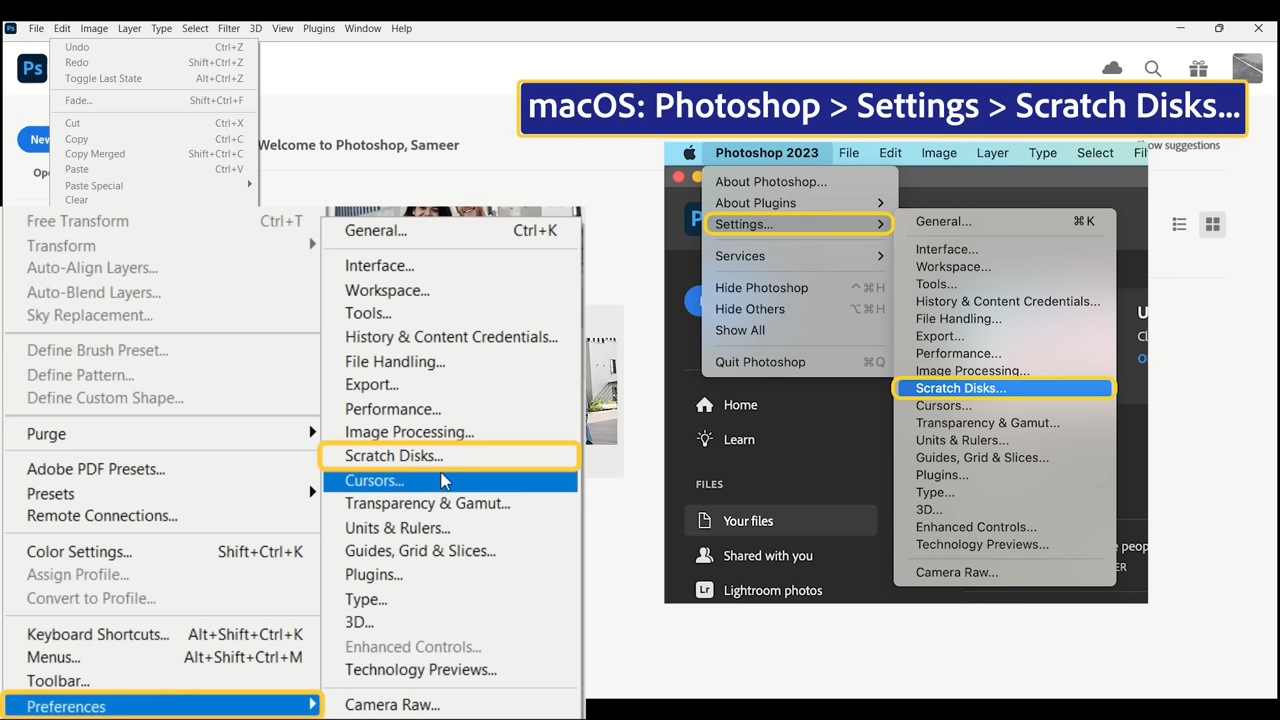 Ps File Edit Image Layer Type Select Filter 3D View Plugins Window Help
Ps
New
Welcome to Photoshop, Sameer
Show suggestions
Undo Ctrl+Z
Redo Shift+Ctrl+Z
Toggle Last State Alt+Ctrl+Z
Fade... Shift+Ctrl+F
Cut Ctrl+X
Copy Ctrl+C
Copy Merged Shift+Ctrl+C
Paste Ctrl+V
Paste Special
Clear
Free Transform Ctrl+T
Transform
Auto-Align Layers...
Auto-Blend Layers...
Sky Replacement...
Define Brush Preset...
Define Pattern...
Define Custom Shape...
Purge
Adobe PDF Presets...
Presets
Remote Connections...
Color Settings... Shift+Ctrl+K
Assign Profile...
Convert to Profile...
Keyboard Shortcuts... Alt+Shift+Ctrl+K
Menus... Alt+Shift+Ctrl+M
Toolbar...
Preferences
General... Ctrl+K
Interface...
Workspace...
Tools...
History & Content Credentials...
File Handling...
Export...
Performance...
Image Processing...
Scratch Disks...
Cursors...
Transparency & Gamut...
Units & Rulers...
Guides, Grid & Slices...
Plugins...
Type...
3D...
Enhanced Controls...
Technology Previews...
Camera Raw...
macOS: Photoshop > Settings > Scratch Disks...
Photoshop 2023 File Edit Image Layer Type Select Fil
About Photoshop...
About Plugins
Settings...
Services
Hide Photoshop ^⌘H
Hide Others ⌥⌘H
Show All
Quit Photoshop ⌘Q
Home
Learn
FILES
Your files
Shared with you
Lr Lightroom photos
General... ⌘K
Interface...
Workspace...
Tools...
History & Content Credentials...
File Handling...
Export...
Performance...
Image Processing...
Scratch Disks...
Cursors...
Transparency & Gamut...
Units & Rulers...
Guides, Grid & Slices...
Plugins...
Type...
3D...
Enhanced Controls...
Technology Previews...
Camera Raw...